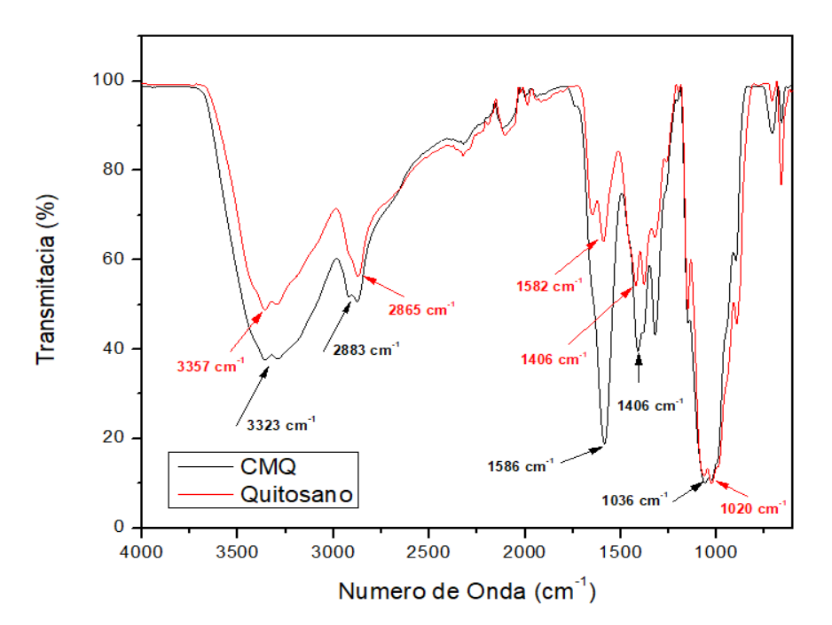 100
80
60
40
20
0
Transmitacia (%)
3357 cm-1
3323 cm-1
2883 cm-1
2865 cm-1
1582 cm-1
1406 cm-1
1406 cm-1
1586 cm-1
1036 cm-1
1020 cm-1
CMQ
Quitosano
4000 3500 3000 2500 2000 1500 1000
Numero de Onda (cm-1)